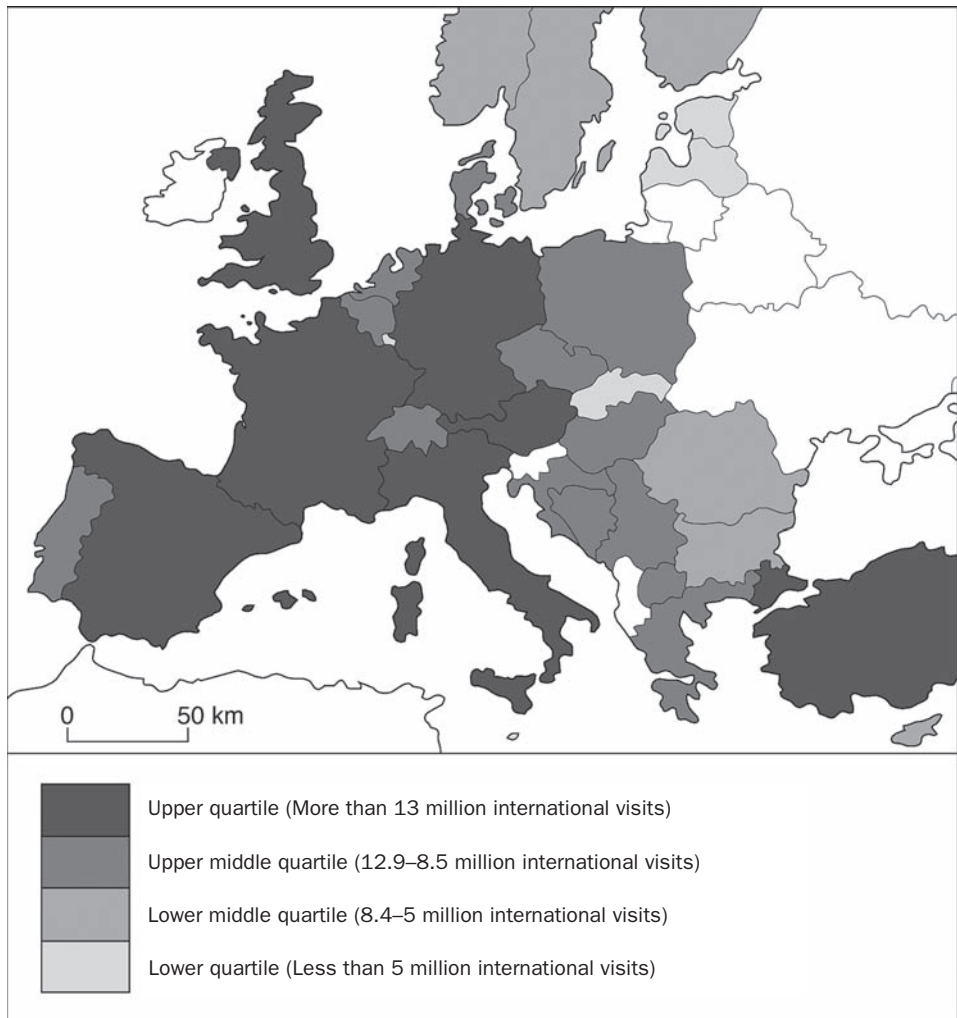 0 50 km
Upper quartile (More than 13 million international visits)
Upper middle quartile (12.9–8.5 million international visits)
Lower middle quartile (8.4–5 million international visits)
Lower quartile (Less than 5 million international visits)